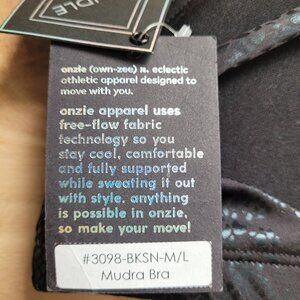 onzie (own-zee) n. eclectic
athletic apparel designed to
move with you.
onzie apparel uses
free-flow fabric
technology so you
stay cool, comfortable
and fully supported
while sweating it out
with style. anything
is possible in onzie,
so make your move!
#3098-BKSN-M/L
Mudra Bra